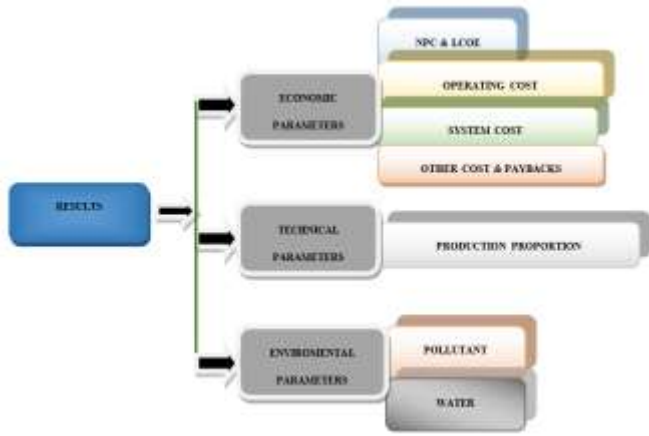 NPC & LCOE
OPERATING COST
ECONOMIC
PARAMETERS
SYSTEM COST
OTHER COST & PAYBACKS
RESULTS
TECHNICAL
PARAMETERS
PRODUCTION PROPORTION
ENVIROMENTAL
PARAMETERS
POLLUTANT
WATER